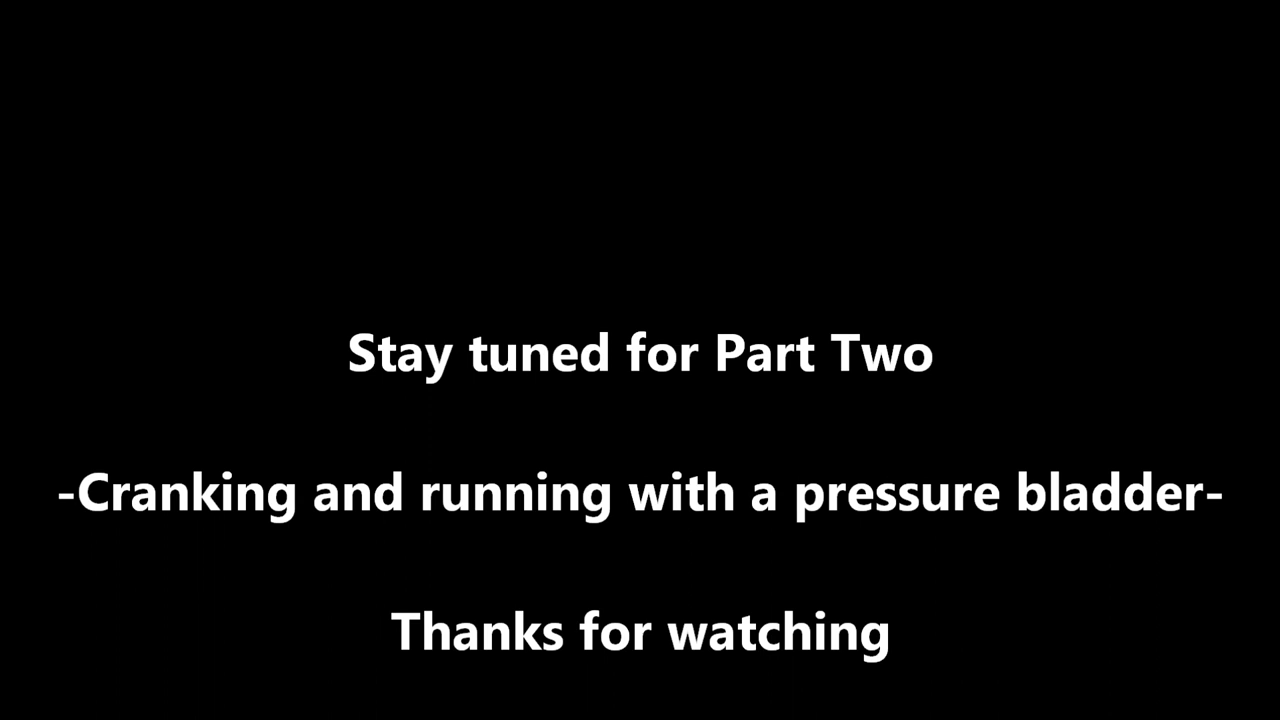 Stay tuned for Part Two
-Cranking and running with a pressure bladder-
Thanks for watching